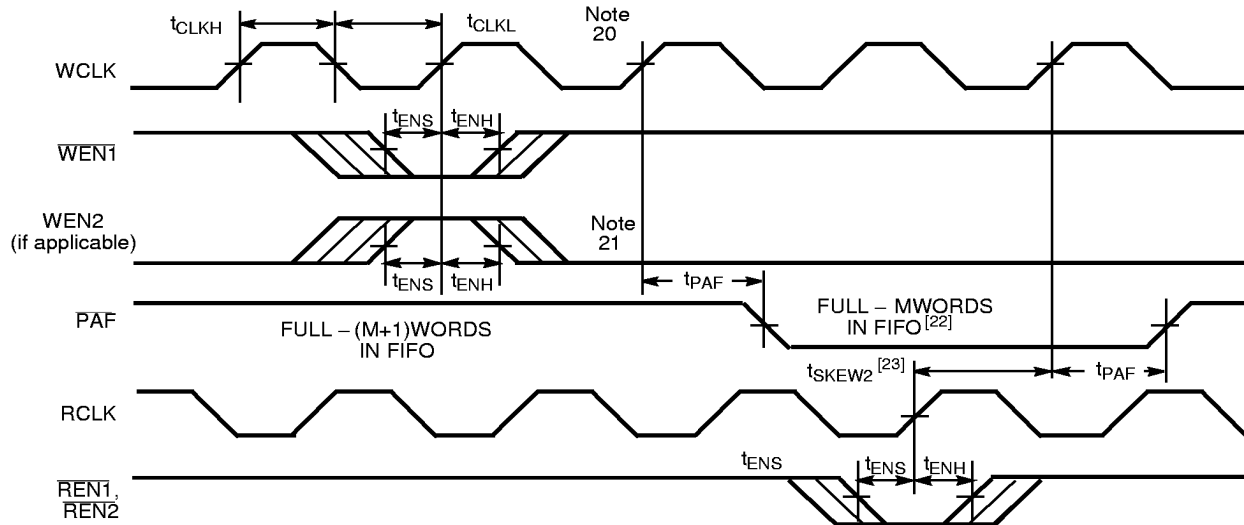 tCLKH
tCLKL
Note
20
WCLK
tENS
tENH
WEN1
WEN2
(if applicable)
Note
21
tENS
tENH
tPAF
PAF
FULL – (M+1)WORDS
IN FIFO
FULL – MWORDS
IN FIFO[22]
tSKEW2 [23]
tPAF
RCLK
tENS
tENS
tENH
REN1,
REN2